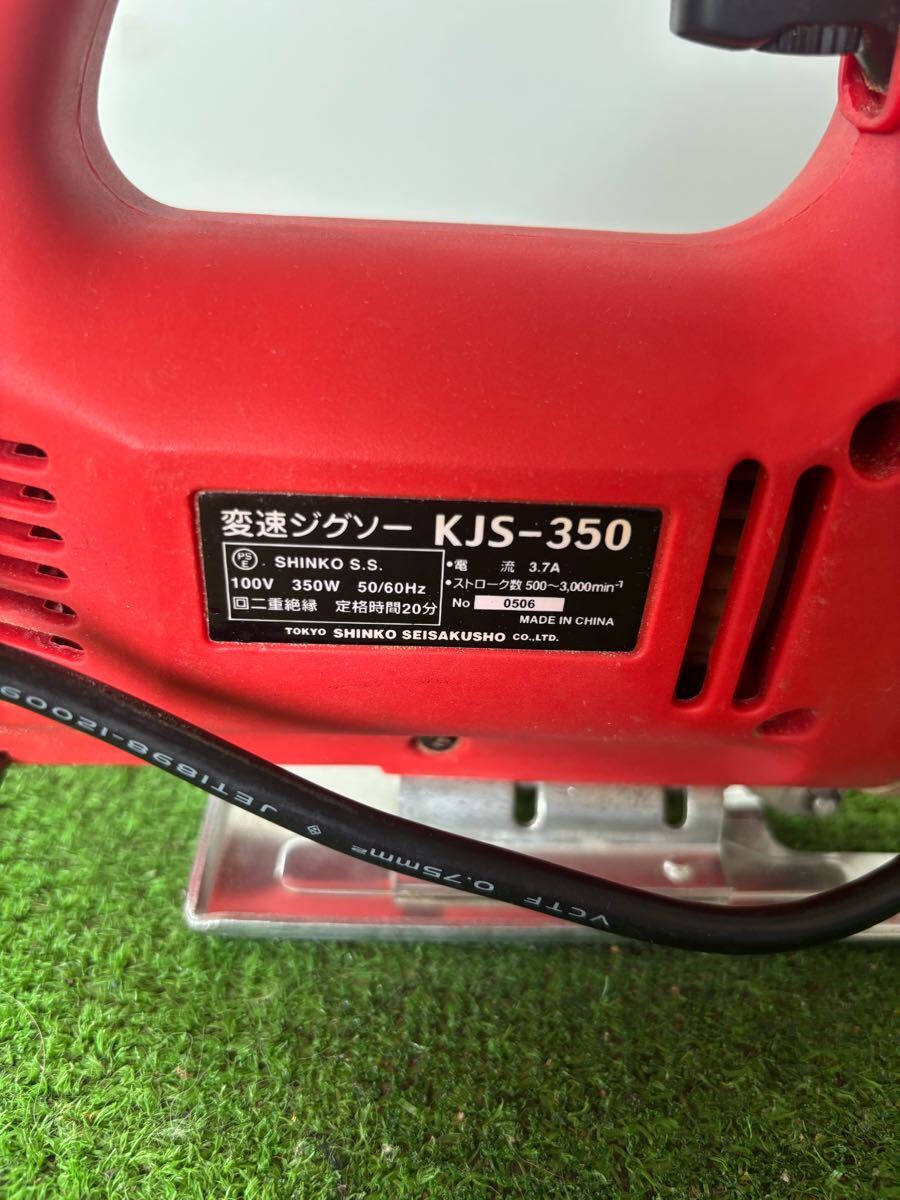 変速ジグソー KJS-350
PS E SHINKO S.S.
100V 350W 50/60Hz
回二重絶縁 定格時間20分
•電 流 3.7A
•ストローク数 500〜3,000min⁻¹
No 0506
MADE IN CHINA
TOKYO SHINKO SEISAKUSHO CO.,LTD.
VCTF 0.75mm² JET1898-12009